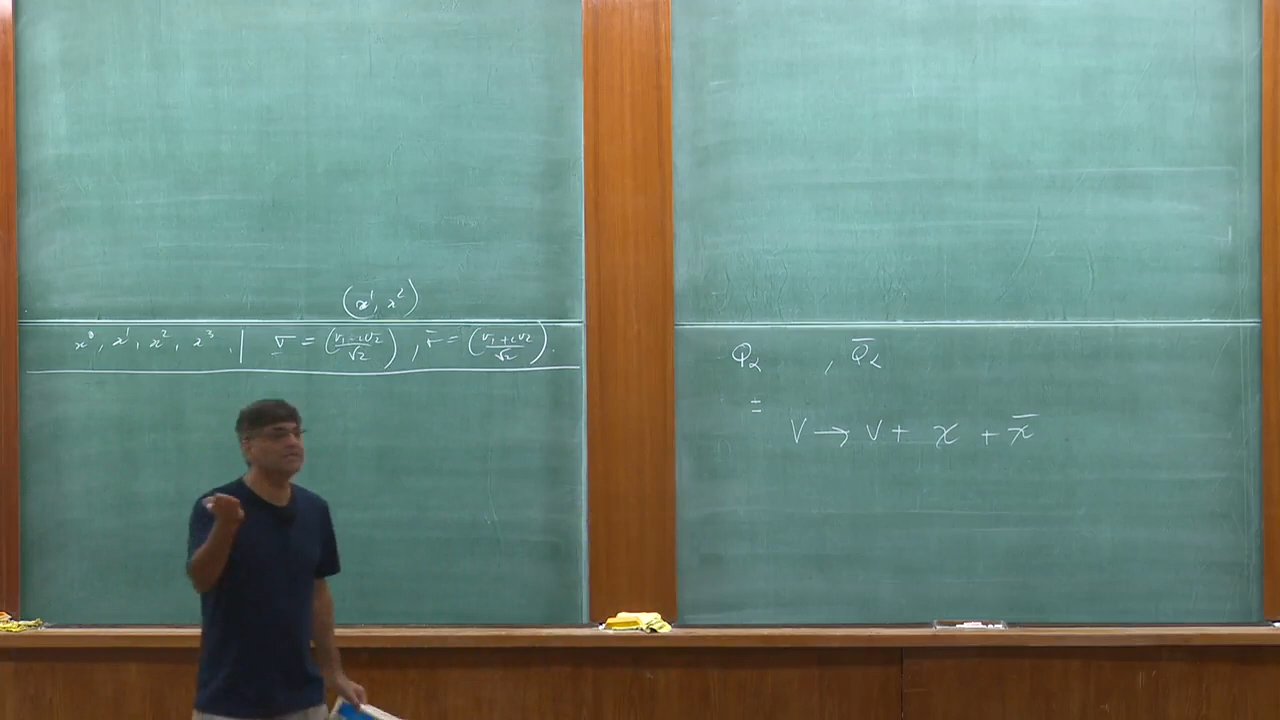 (x¹, x²)
x⁰, x¹, x², x³, | σ = (v₁ - iv₂ / √2), σ̄ = (v₁ + iv₂ / √2).
Q_α , Q̄_α
=
V → V + χ + χ̄